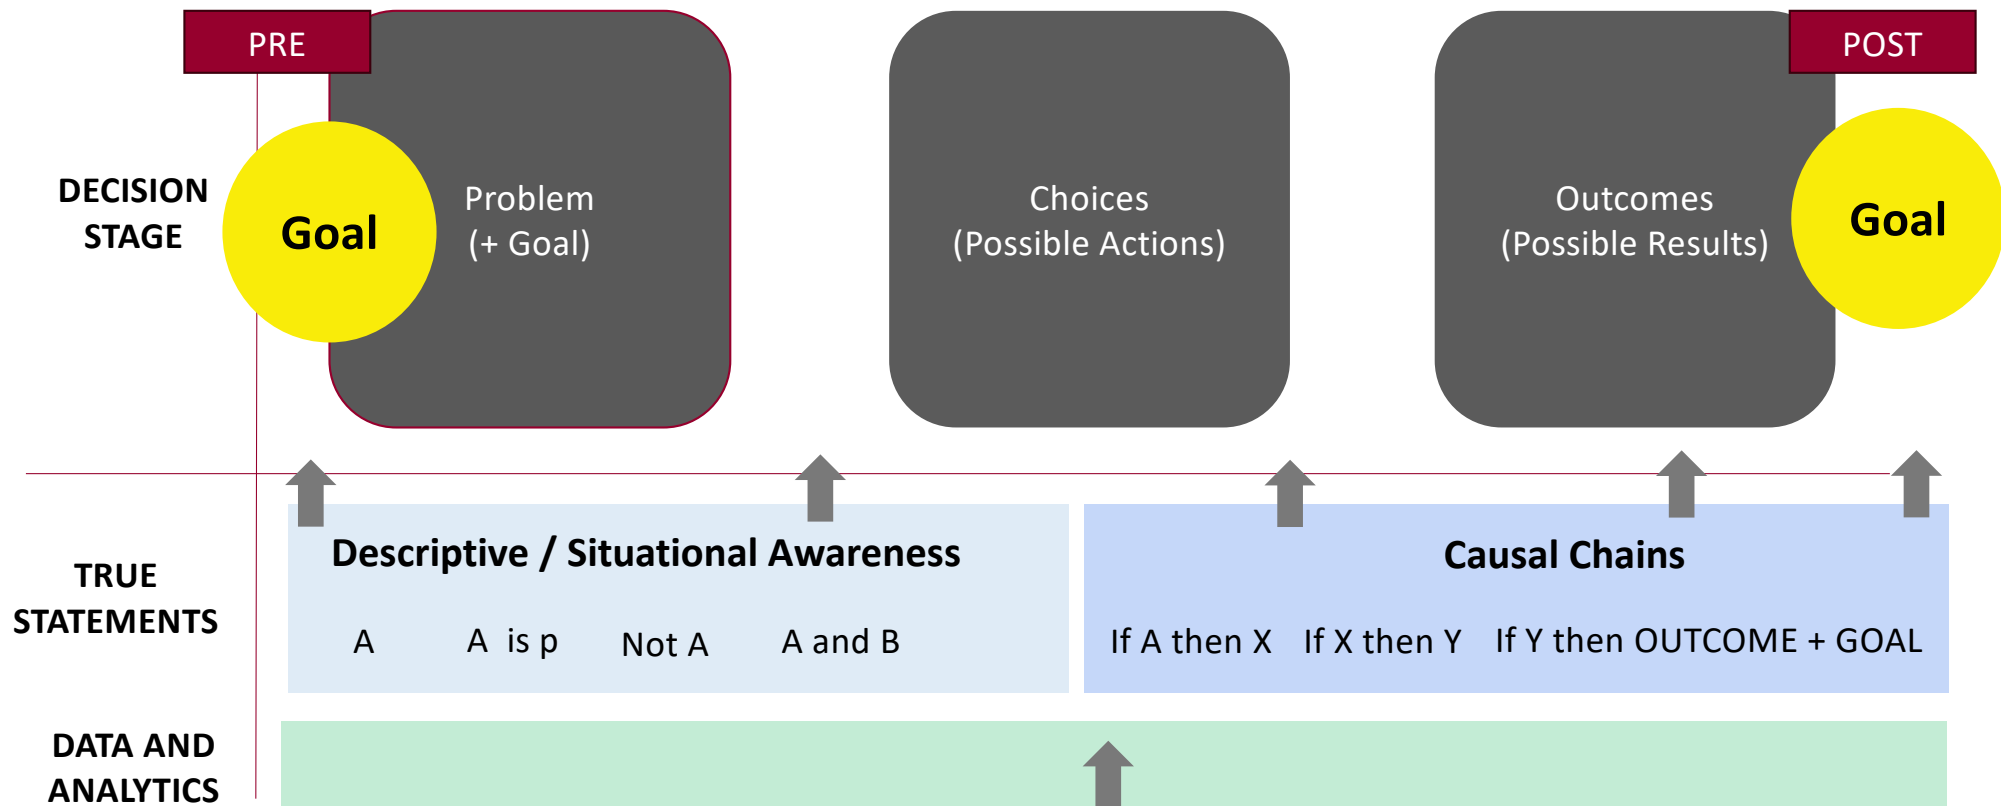 PRE
POST
DECISION
STAGE
Goal
Problem
(+ Goal)
Choices
(Possible Actions)
Outcomes
(Possible Results)
Goal
TRUE
STATEMENTS
Descriptive / Situational Awareness
A
A is p
Not A
A and B
Causal Chains
If A then X
If X then Y
If Y then OUTCOME + GOAL
DATA AND
ANALYTICS